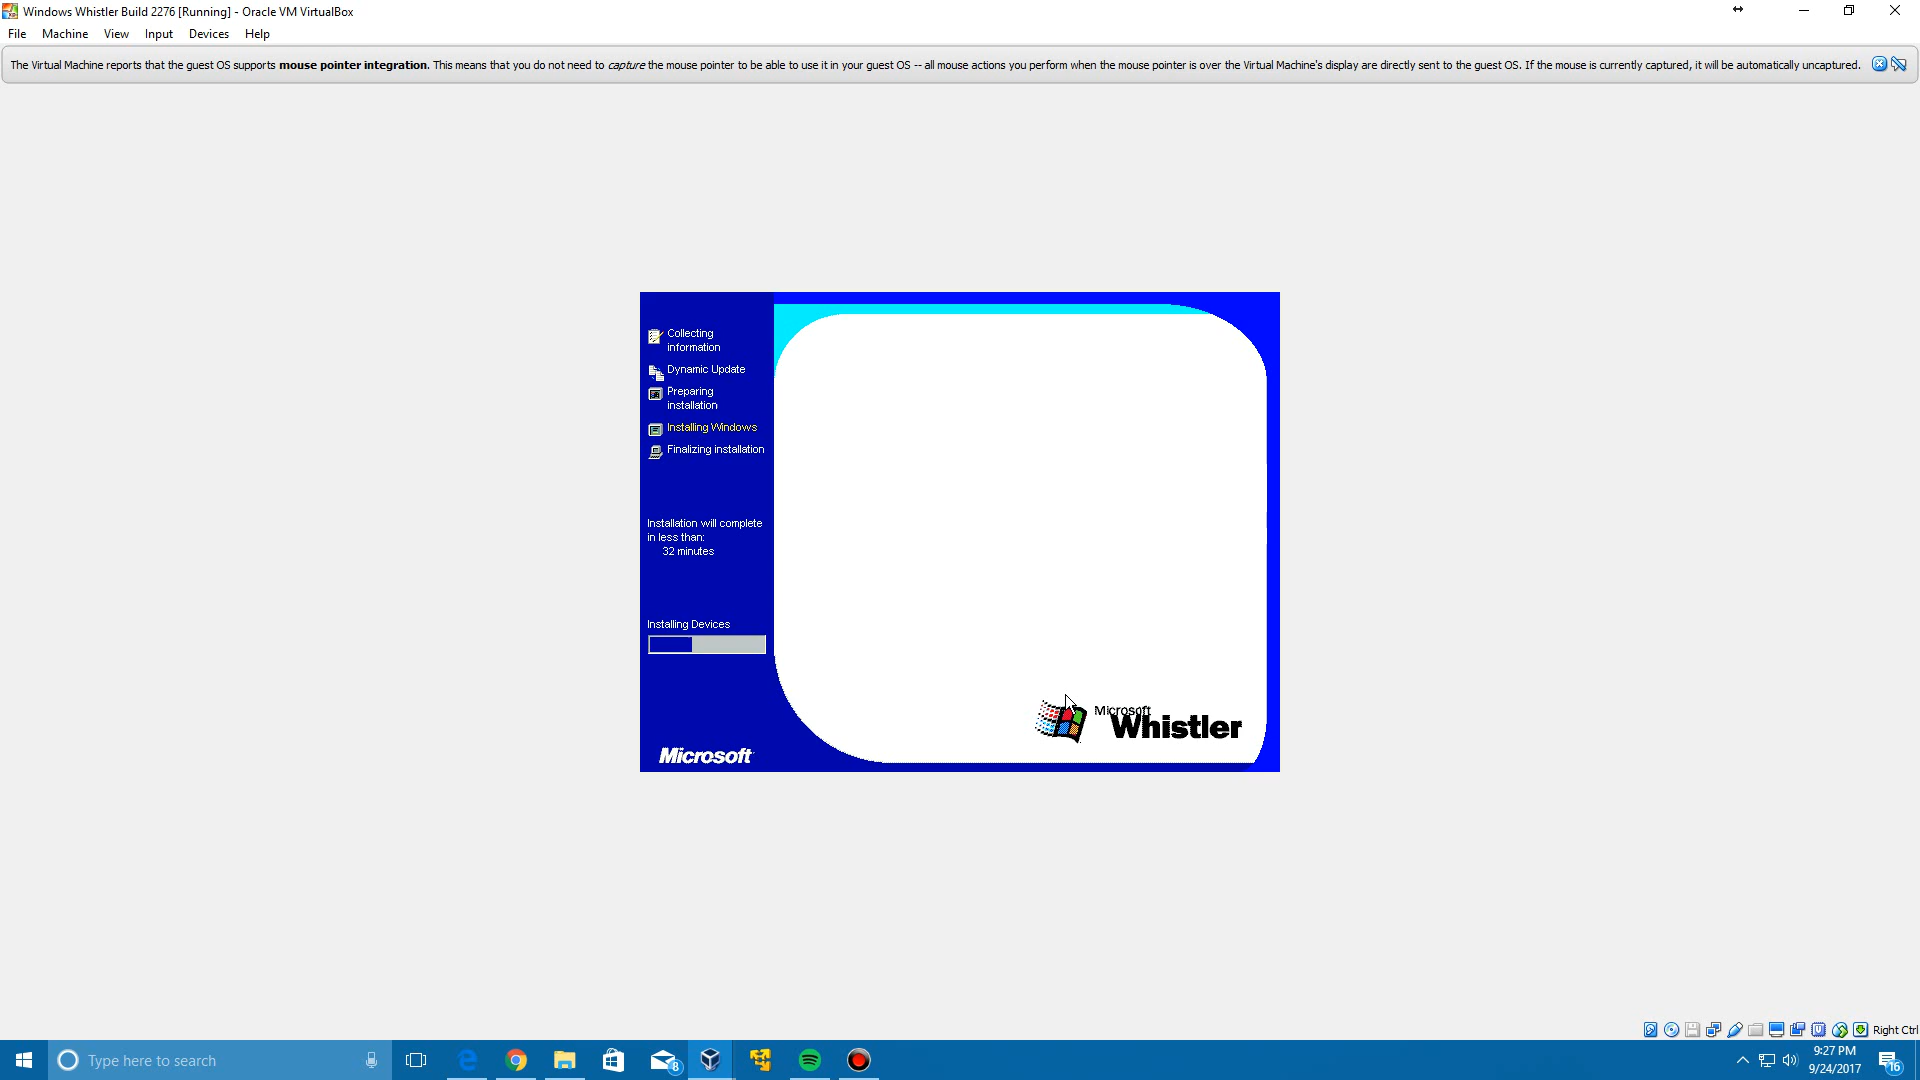 Windows Whistler Build 2276 [Running] - Oracle VM VirtualBox
File Machine View Input Devices Help
The Virtual Machine reports that the guest OS supports mouse pointer integration. This means that you do not need to capture the mouse pointer to be able to use it in your guest OS -- all mouse actions you perform when the mouse pointer is over the Virtual Machine's display are directly sent to the guest OS. If the mouse is currently captured, it will be automatically uncaptured.
Collecting
information
Dynamic Update
Preparing
installation
Installing Windows
Finalizing installation
Installation will complete
in less than:
32 minutes
Installing Devices
Microsoft
Whistler
Microsoft
Right Ctrl
Type here to search
8
9:27 PM
9/24/2017
16